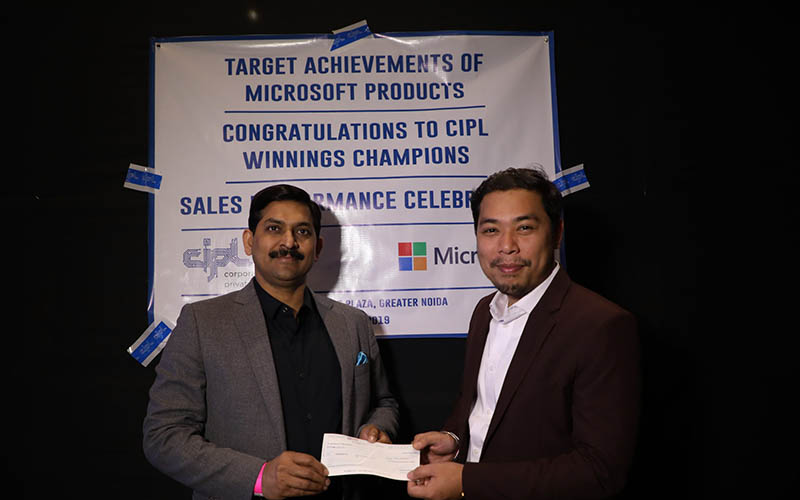 TARGET ACHIEVEMENTS OF
MICROSOFT PRODUCTS
CONGRATULATIONS TO CIPL
WINNINGS CHAMPIONS
SALES RMANCE CELEBR
cipl Micr
corpor
privat
PLAZA, GREATER NOIDA
2019